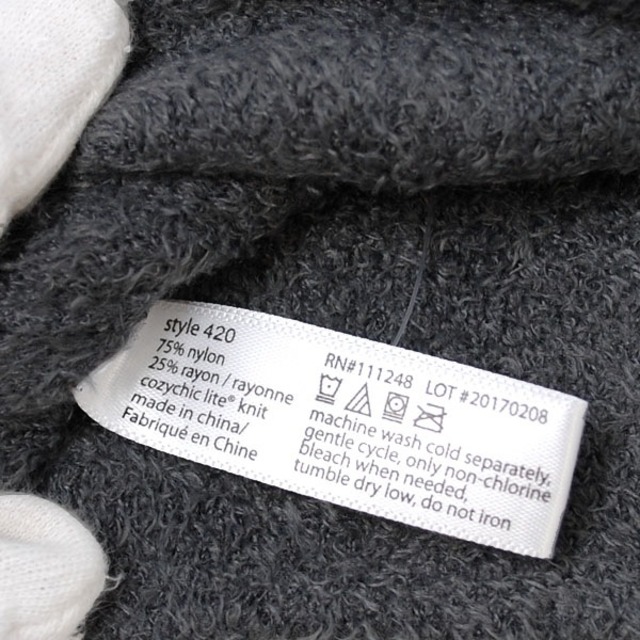 style 420
75% nylon
25% rayon / rayonne
cozychic lite® knit
made in china/
Fabriqué en Chine
RN#111248 LOT #20170208
machine wash cold separately,
gentle cycle, only non-chlorine
bleach when needed,
tumble dry low, do not iron